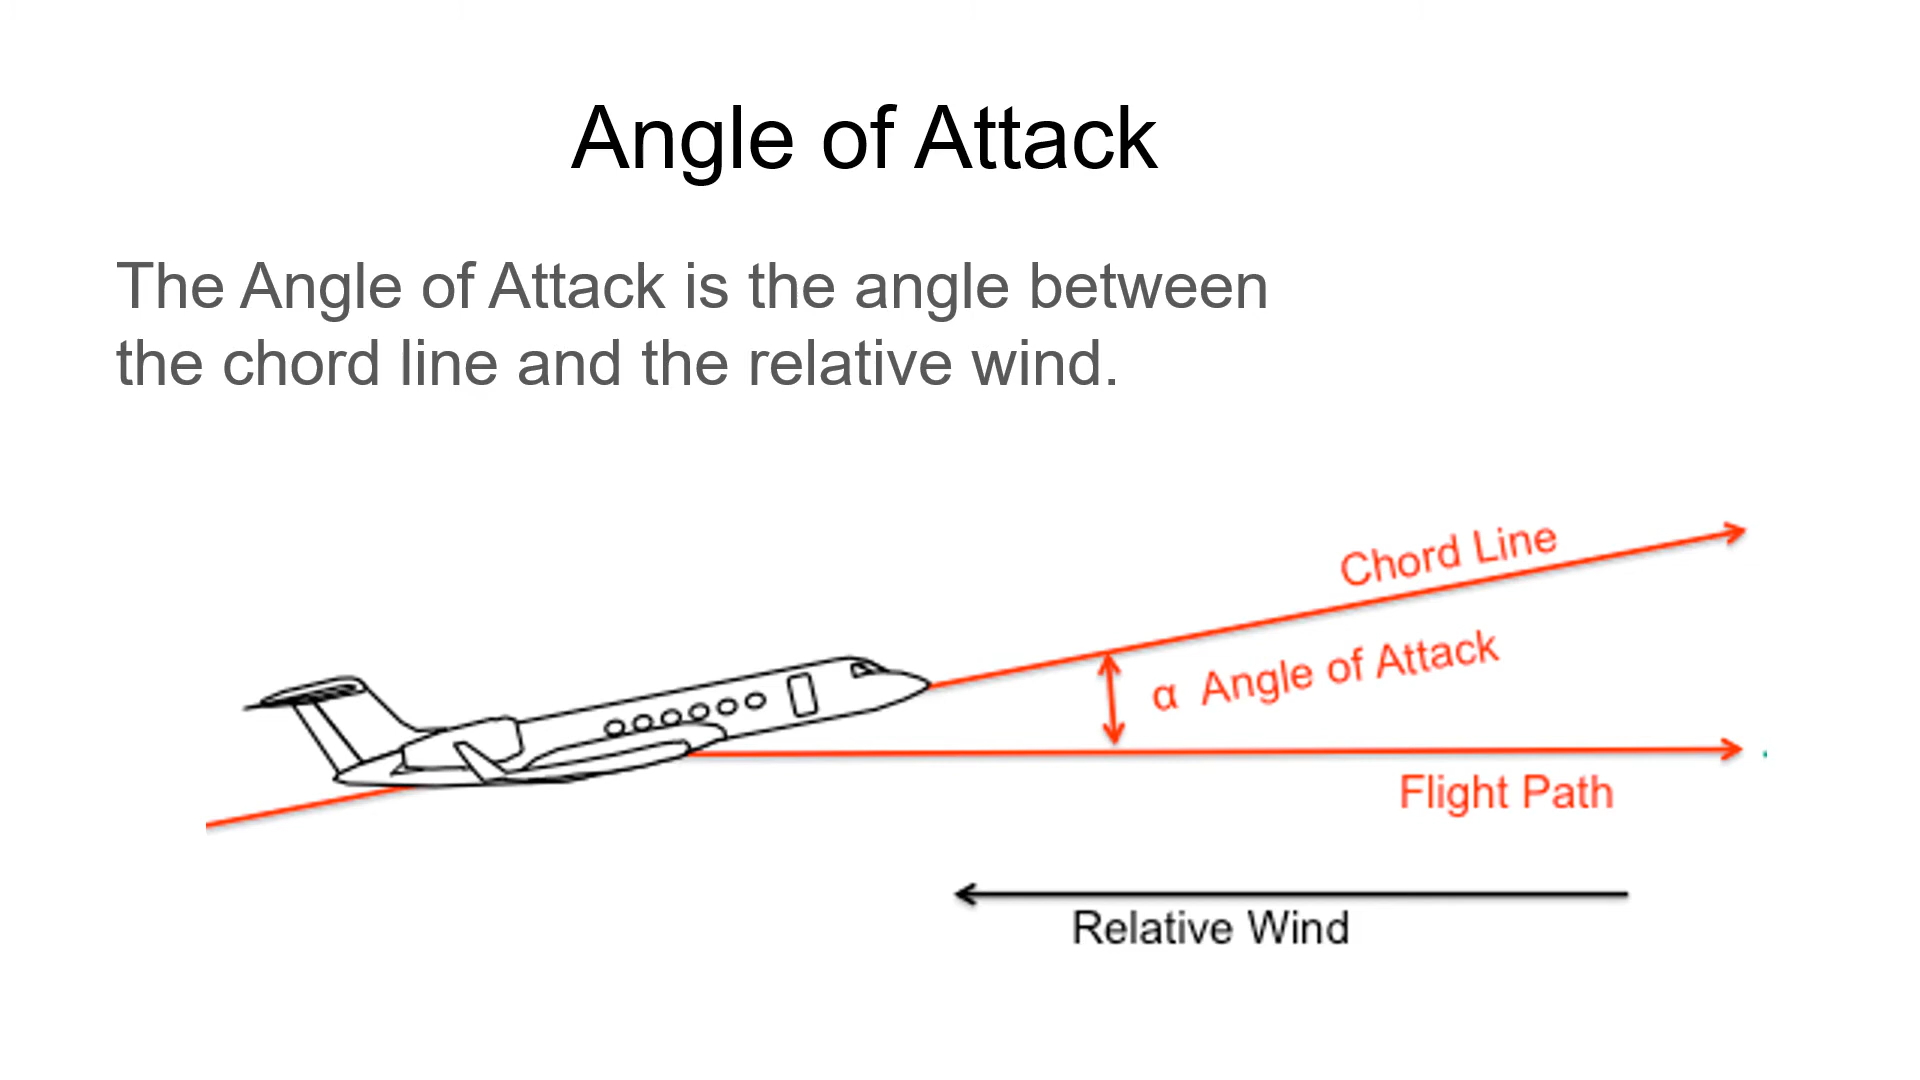 Angle of Attack
The Angle of Attack is the angle between
the chord line and the relative wind.
Chord Line
α Angle of Attack
Flight Path
Relative Wind